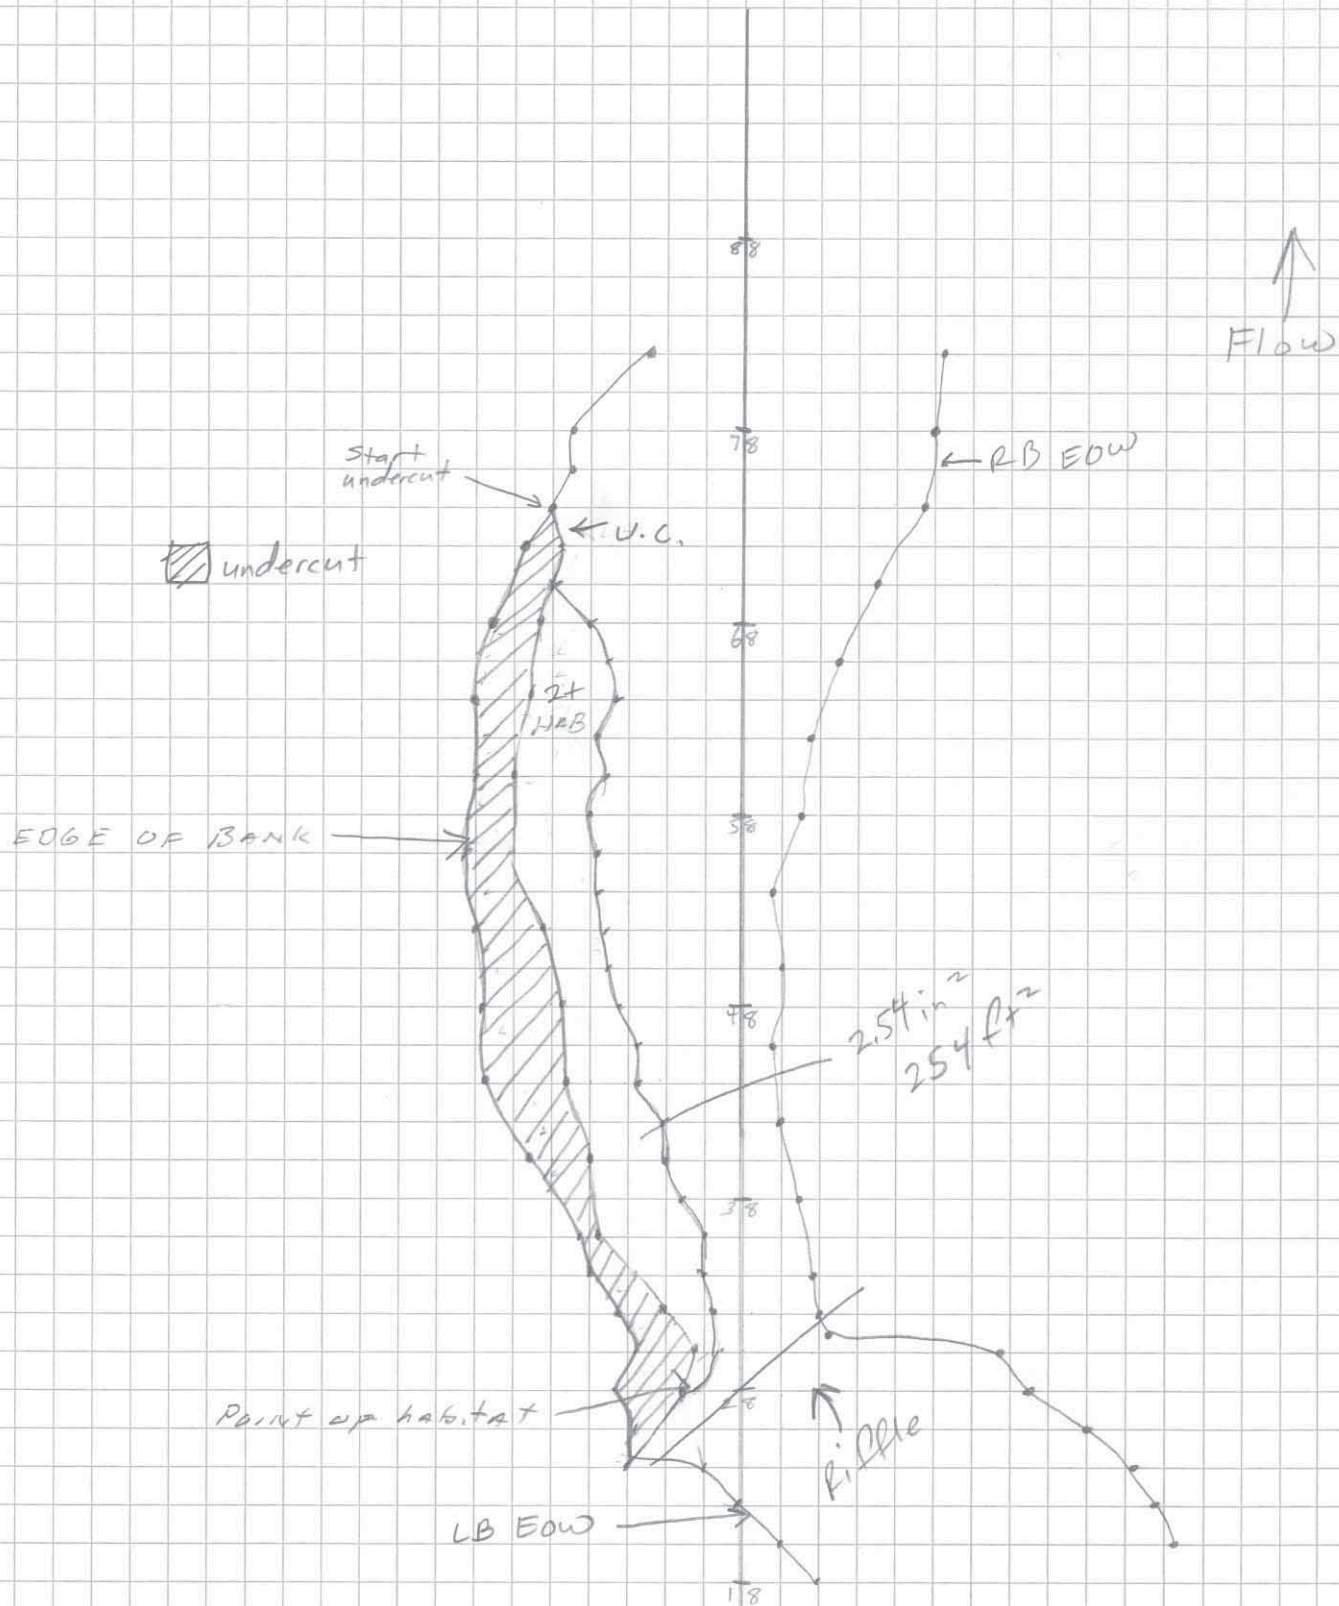 88
Flow
78
RB EOW
Start
undercut
U.C.
undercut
68
2+
HAB
58
EDGE OF BANK
48
2.54 in²
254 ft²
38
28
Point of habitat
Riffle
LB EOW
18